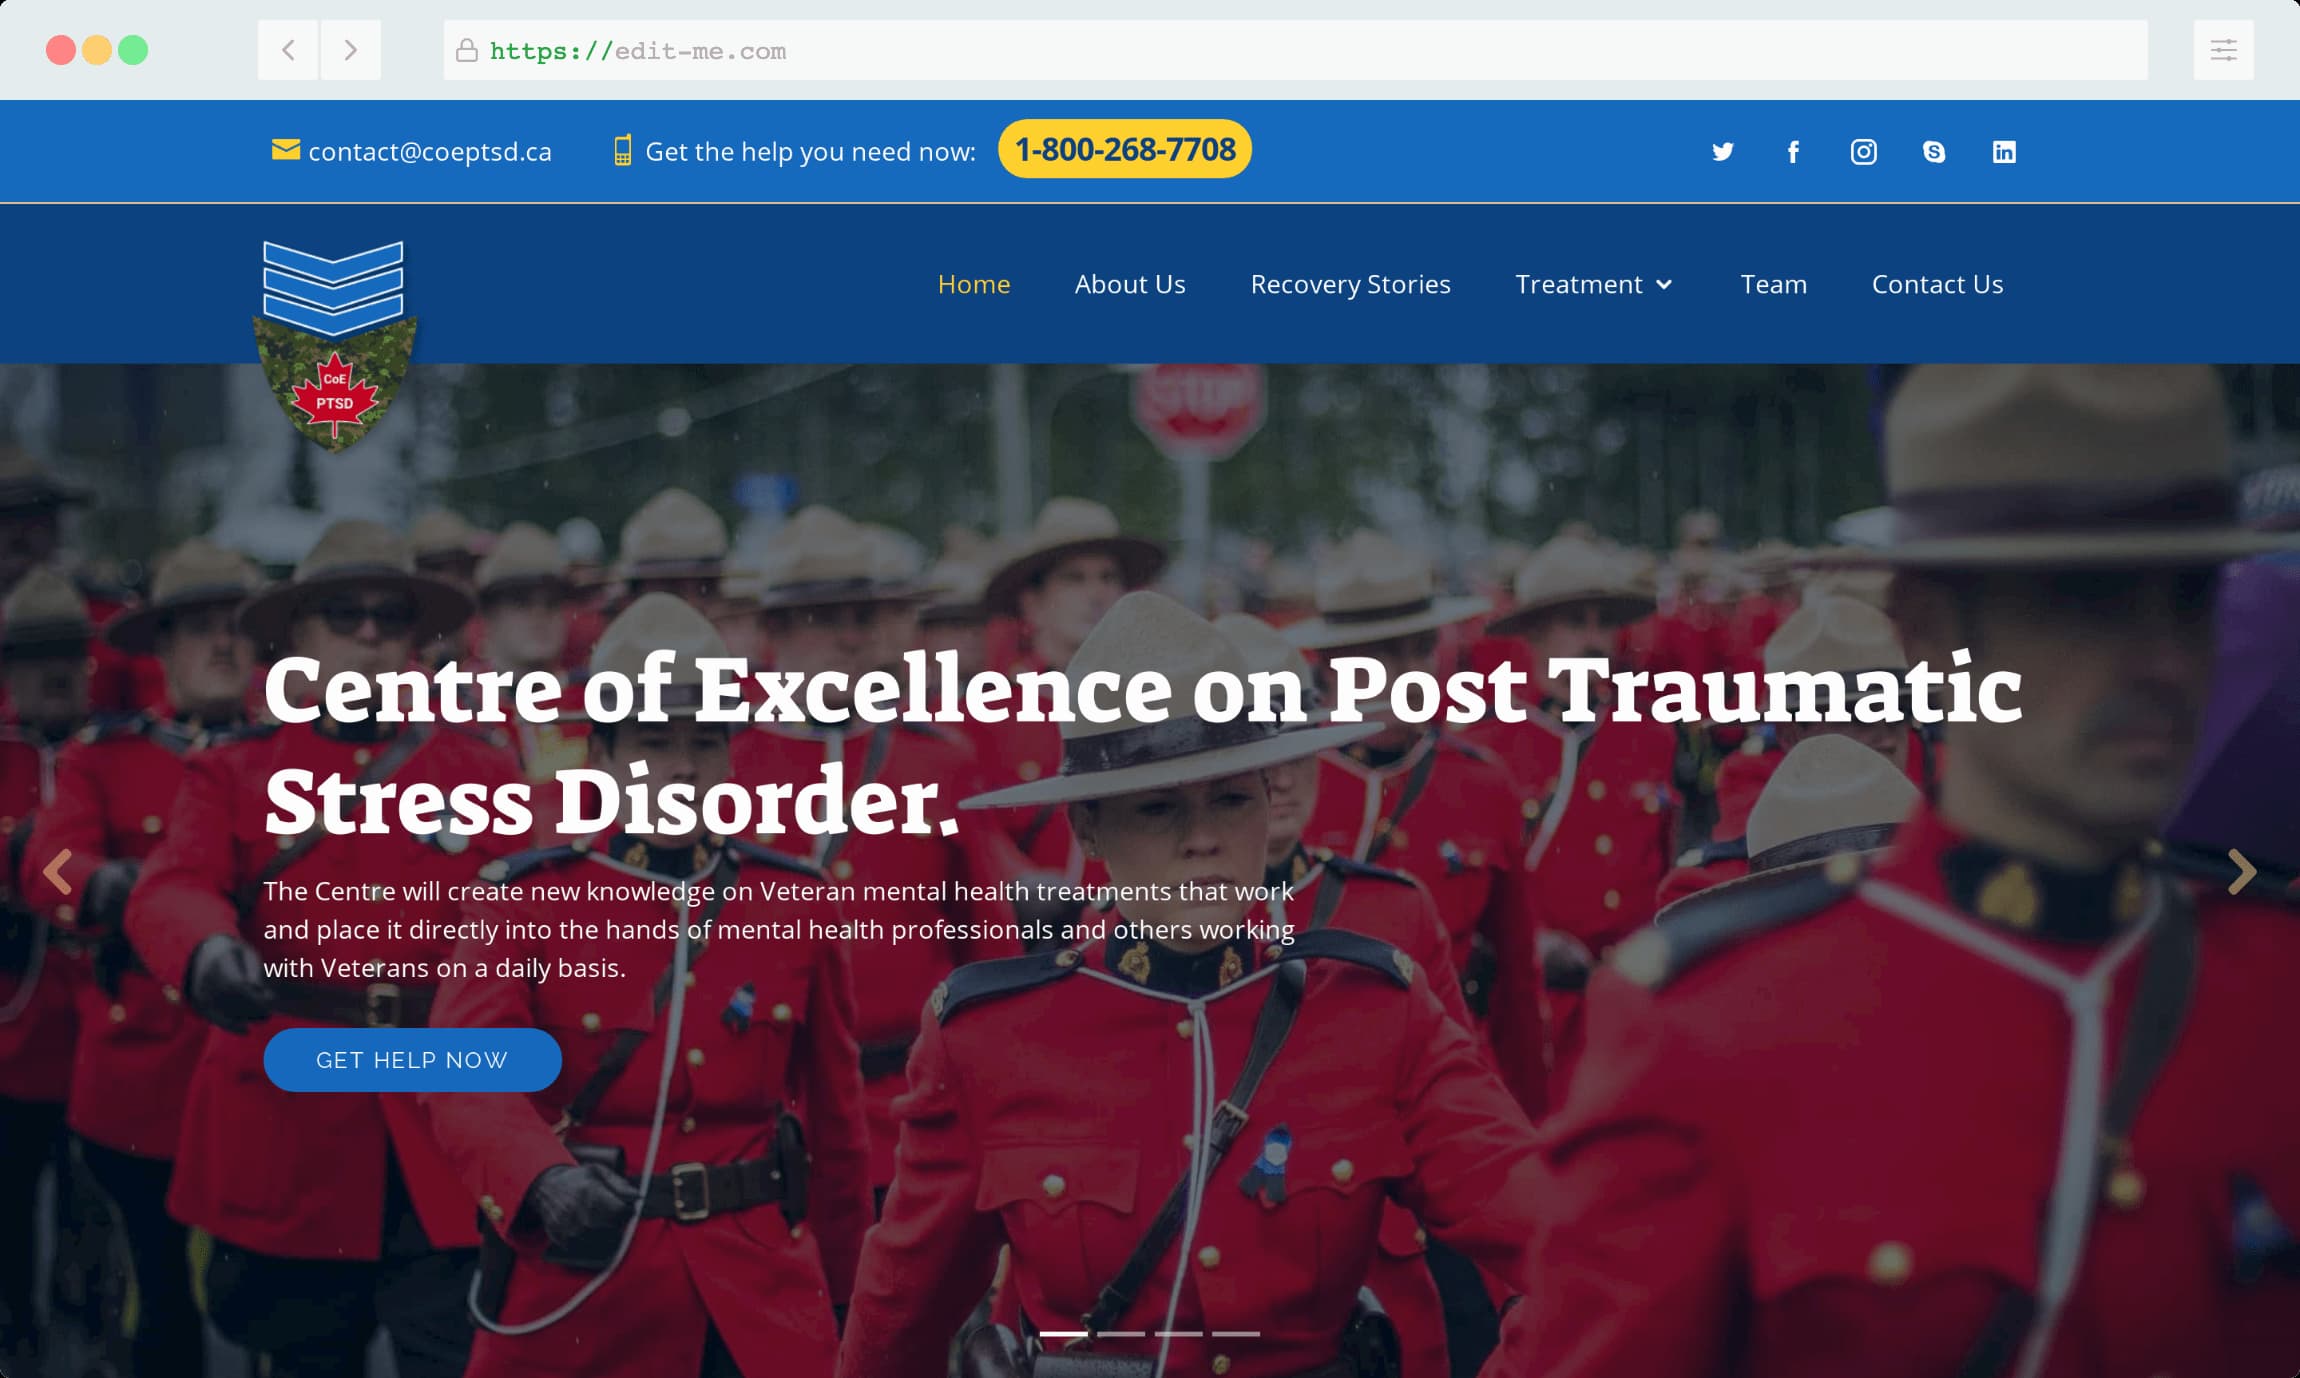 https://edit-me.com
contact@coeptsd.ca
Get the help you need now:
1-800-268-7708
Home
About Us
Recovery Stories
Treatment
Team
Contact Us
CoE
PTSD
STOP
Centre of Excellence on Post Traumatic
Stress Disorder.
The Centre will create new knowledge on Veteran mental health treatments that work
and place it directly into the hands of mental health professionals and others working
with Veterans on a daily basis.
GET HELP NOW